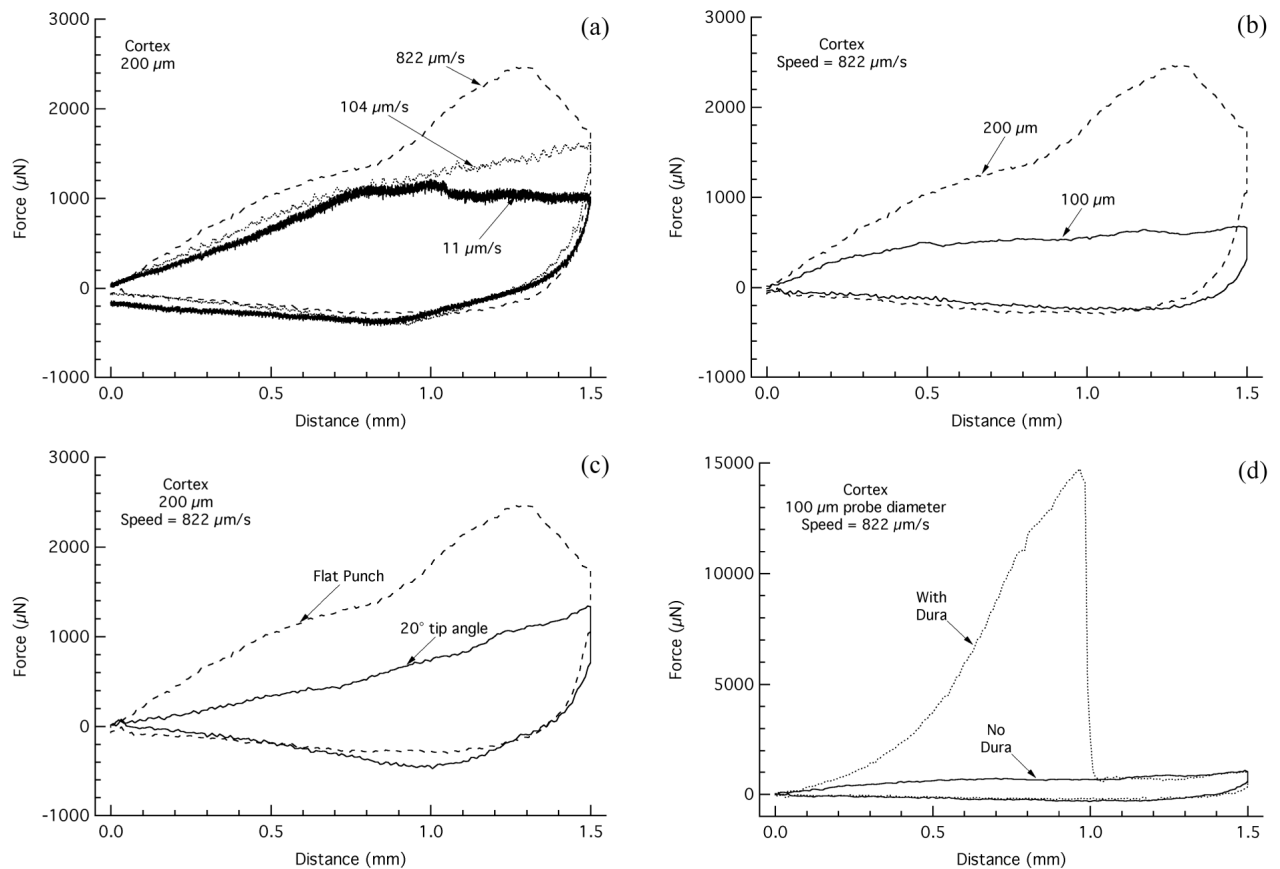 (a)
Cortex
200 µm
822 µm/s
104 µm/s
11 µm/s
Force (µN)
3000
2000
1000
0
-1000
0.0 0.5 1.0 1.5
Distance (mm)
(b)
Cortex
Speed = 822 µm/s
200 µm
100 µm
Force (µN)
3000
2000
1000
0
-1000
0.0 0.5 1.0 1.5
Distance (mm)
(c)
Cortex
200 µm
Speed = 822 µm/s
Flat Punch
20° tip angle
Force (µN)
3000
2000
1000
0
-1000
0.0 0.5 1.0 1.5
Distance (mm)
(d)
Cortex
100 µm probe diameter
Speed = 822 µm/s
With
Dura
No
Dura
Force (µN)
15000
10000
5000
0
0.0 0.5 1.0 1.5
Distance (mm)